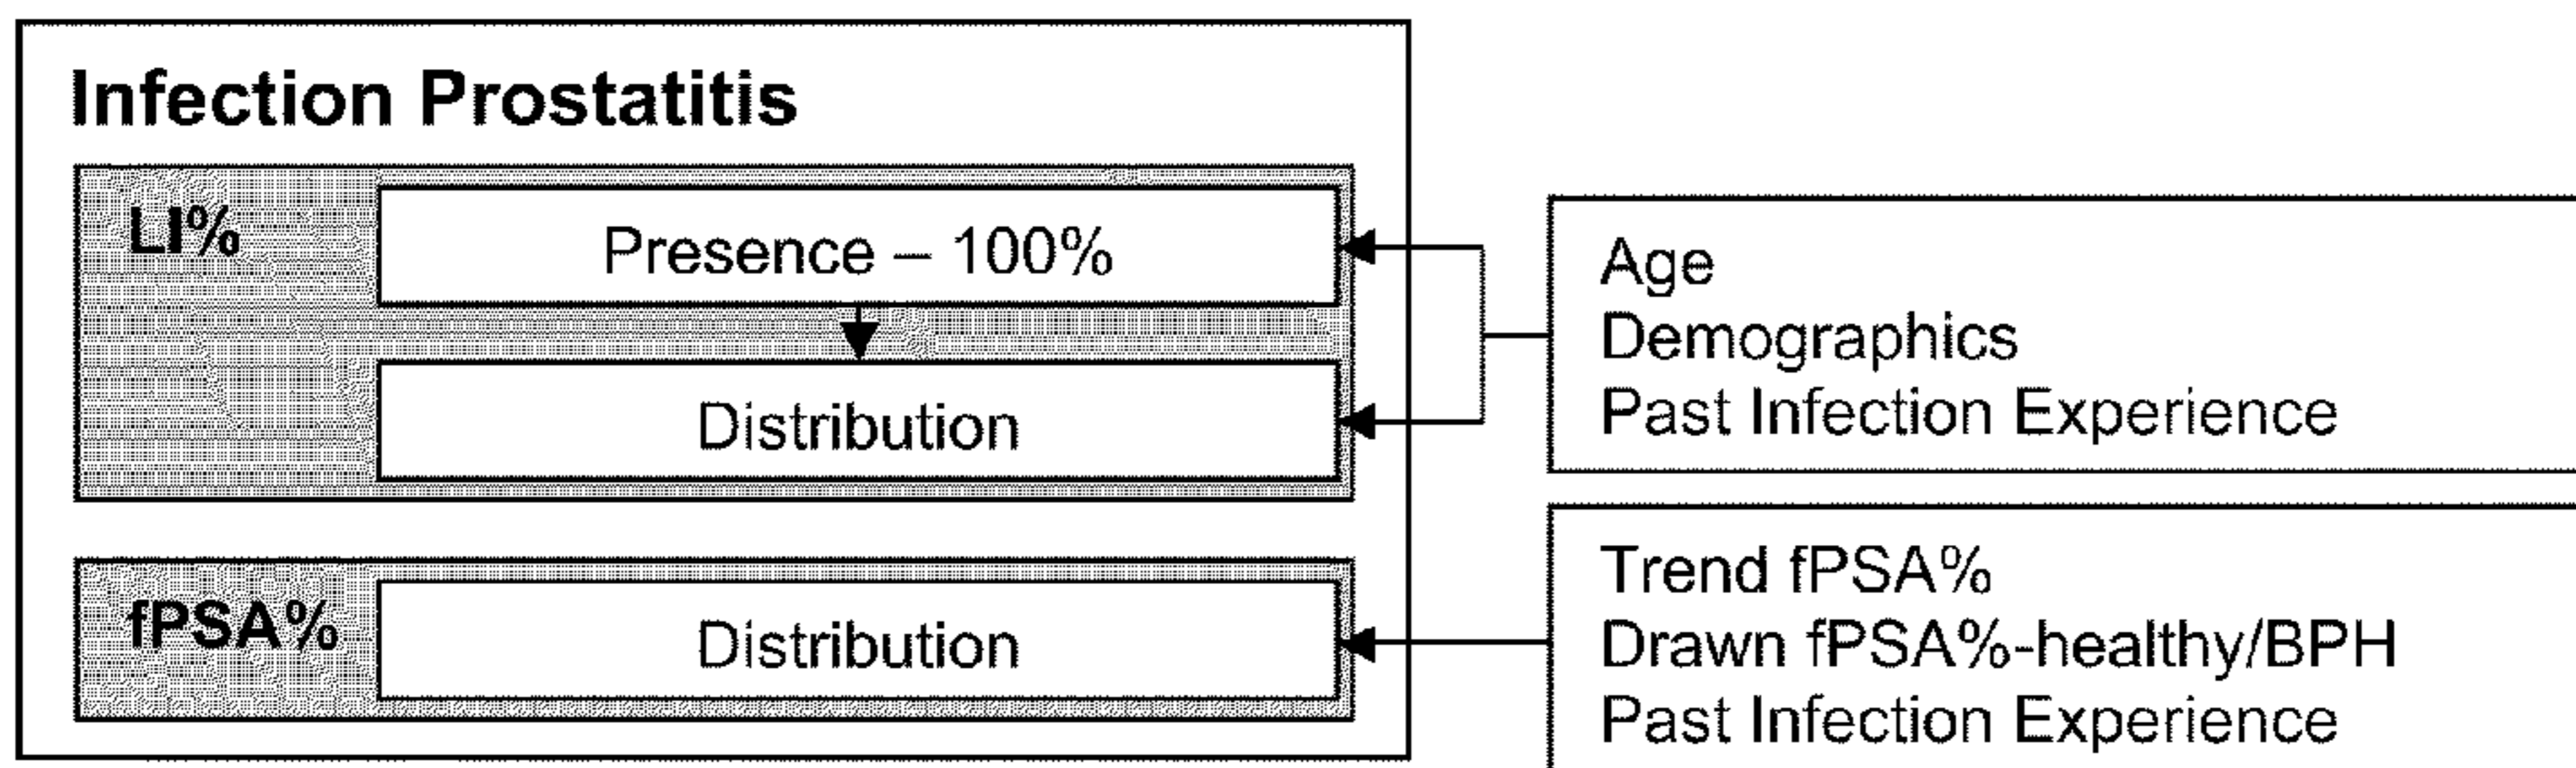 Infection Prostatitis
LI%
Presence – 100%
Distribution
fPSA%
Distribution
Age
Demographics
Past Infection Experience
Trend fPSA%
Drawn fPSA%-healthy/BPH
Past Infection Experience